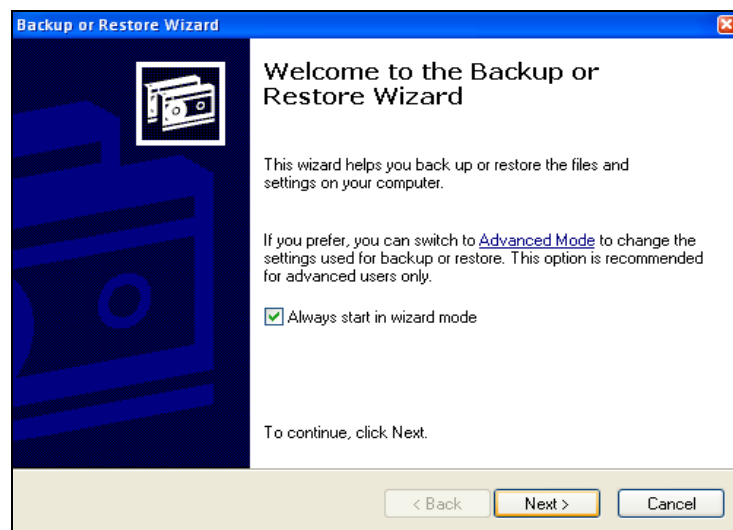 Backup or Restore Wizard
Welcome to the Backup or
Restore Wizard
This wizard helps you back up or restore the files and
settings on your computer.
If you prefer, you can switch to Advanced Mode to change the
settings used for backup or restore. This option is recommended
for advanced users only.
Always start in wizard mode
To continue, click Next.
< Back Next > Cancel